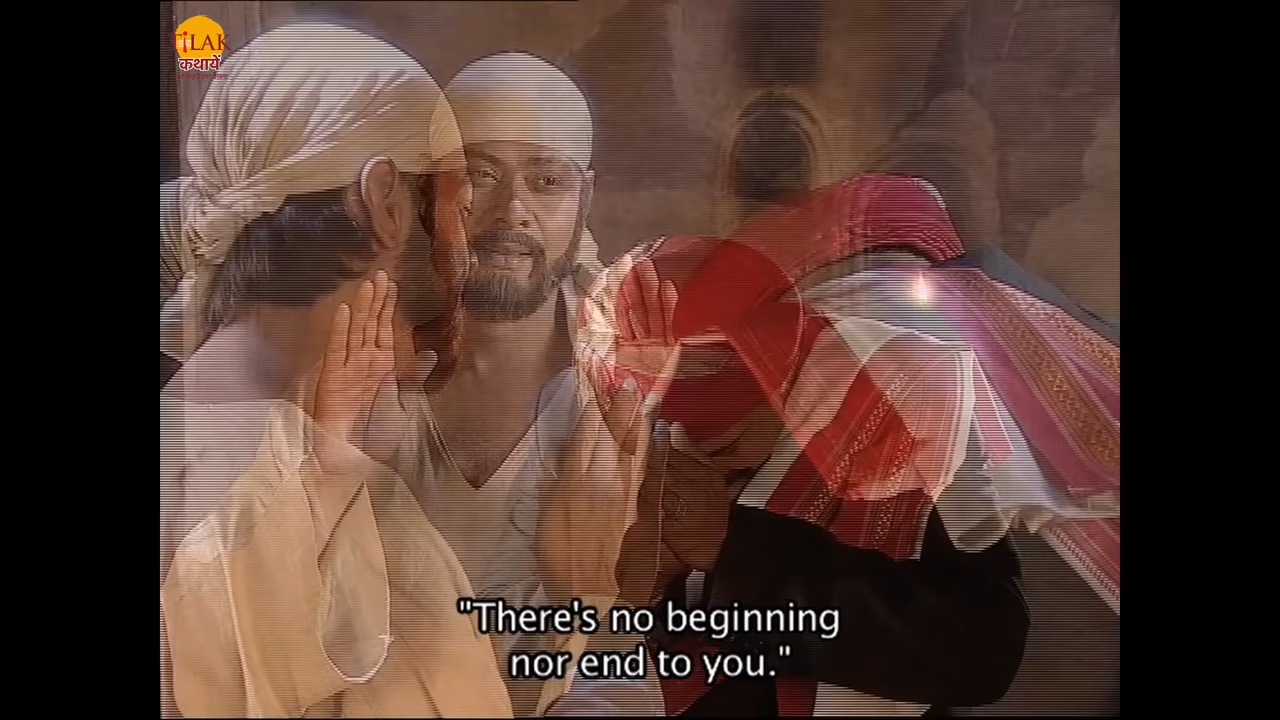 TiLAK
कथायें
"There's no beginning
nor end to you."